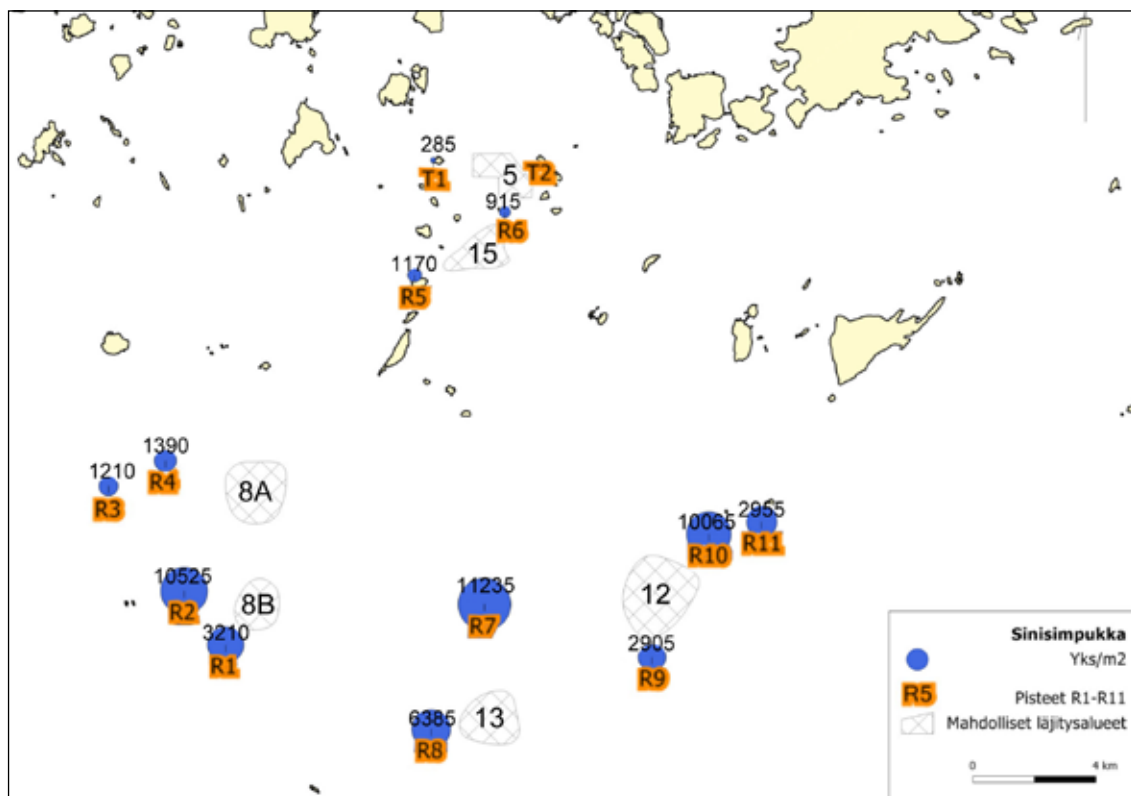 285
T1
5
T2
915
R6
15
1170
R5
1390
R4
1210
R3
8A
10065
2955
R10
R11
10525
R2
8B
11235
R7
12
3210
R1
2905
R9
6385
R8
13
Sinisimpukka
Yks/m2
R5
Pisteet R1-R11
Mahdolliset läjitysalueet
0
4 km